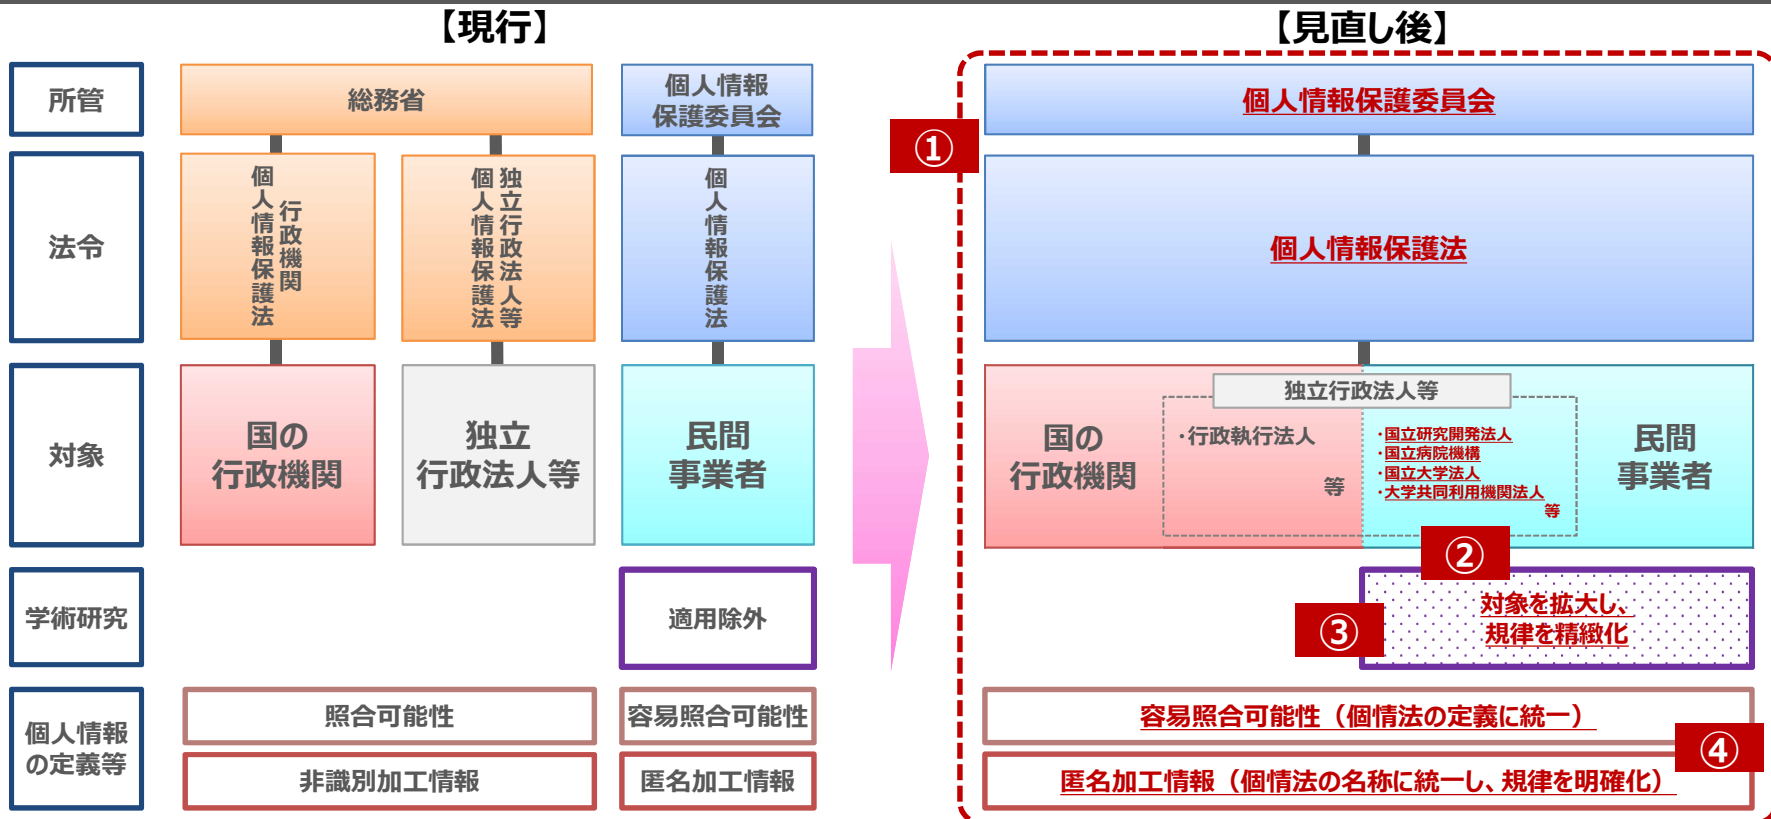 【現行】
【見直し後】
所管
総務省
個人情報
保護委員会
個人情報保護委員会
①
法令
行政機関
個人情報保護法
独立行政法人等
個人情報保護法
個人情報保護法
個人情報保護法
対象
国の
行政機関
独立
行政法人等
民間
事業者
独立行政法人等
国の
行政機関
・行政執行法人
等
・国立研究開発法人
・国立病院機構
・国立大学法人
・大学共同利用機関法人
等
民間
事業者
②
学術研究
適用除外
③
対象を拡大し、
規律を精緻化
個人情報
の定義等
照合可能性
容易照合可能性
容易照合可能性（個情法の定義に統一）
④
非識別加工情報
匿名加工情報
匿名加工情報（個情法の名称に統一し、規律を明確化）